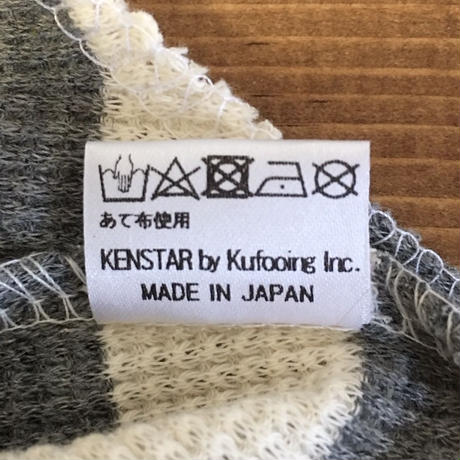 あて布使用
KENSTAR by Kufooing Inc.
MADE IN JAPAN